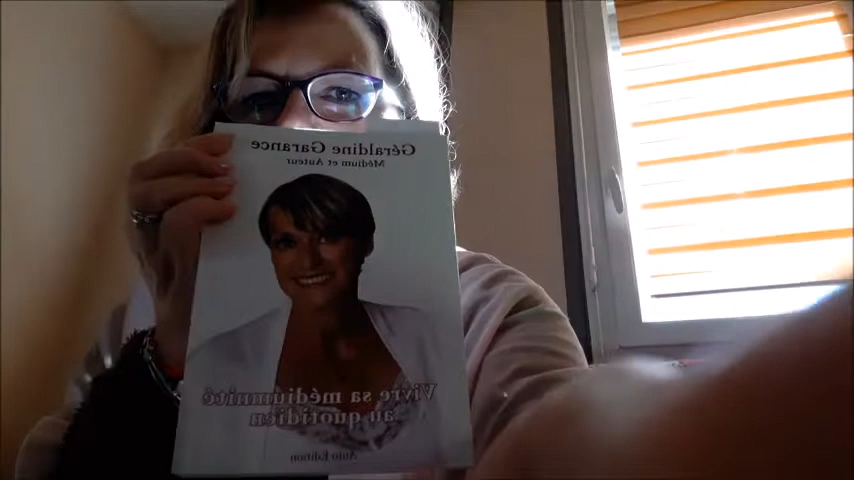 Géraldine Garance
Médium et Auteur
Vivre sa médiumnité
au quotidien
Auto Edition